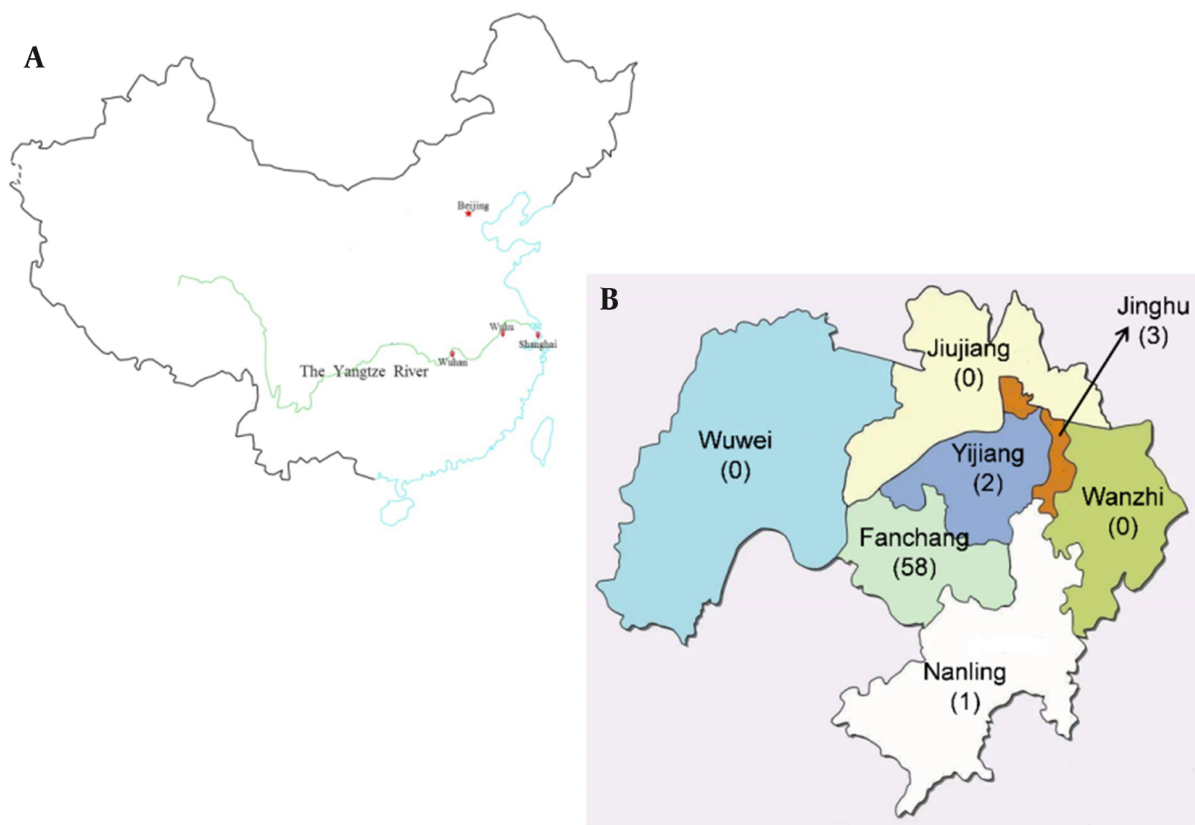 A
Beijing
Wuhu
Shanghai
Wuhan
The Yangtze River
B
Jinghu
(3)
Jiujiang
(0)
Wuwei
(0)
Yijiang
(2)
Wanzhi
(0)
Fanchang
(58)
Nanling
(1)